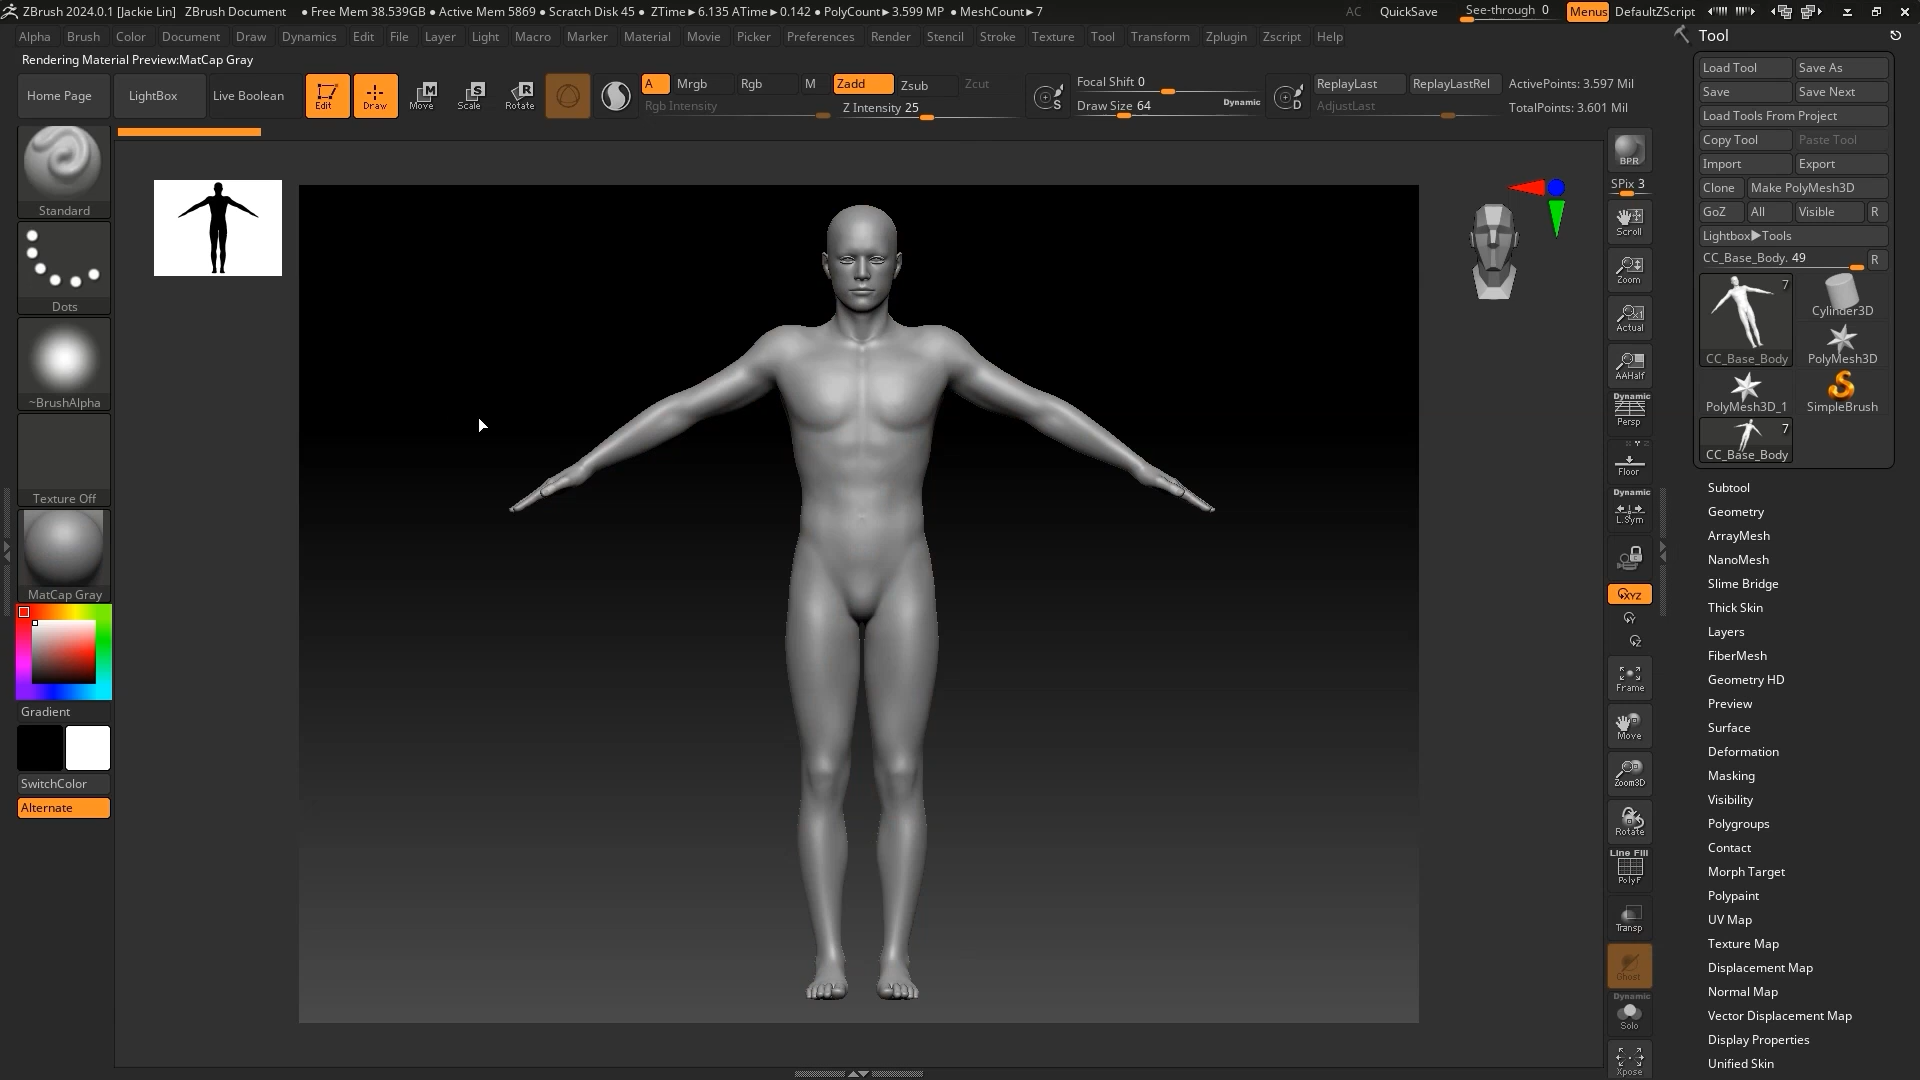 ZBrush 2024.0.1 [Jackie Lin] ZBrush Document ● Free Mem 38.539GB ● Active Mem 5869 ● Scratch Disk 45 ● ZTime►6.135 ATime►0.142 ● PolyCount►3.599 MP ● MeshCount►7 AC QuickSave See-through 0 Menus DefaultZScript
Alpha Brush Color Document Draw Dynamics Edit File Layer Light Macro Marker Material Movie Picker Preferences Render Stencil Stroke Texture Tool Transform Zplugin Zscript Help
Rendering Material Preview:MatCap Gray
Home Page LightBox Live Boolean Edit Draw Move Scale Rotate
A Mrgb Rgb M Zadd Zsub Zcut
Rgb Intensity Z Intensity 25
Focal Shift 0
Draw Size 64 Dynamic
ReplayLast ReplayLastRel ActivePoints: 3.597 Mil
AdjustLast TotalPoints: 3.601 Mil
Standard
Dots
~BrushAlpha
Texture Off
MatCap Gray
Gradient
SwitchColor
Alternate
BPR
SPix 3
Scroll
Zoom
Actual
AAHalf
Dynamic
Persp
Floor
Dynamic
L.Sym
XYZ
Y
Z
Frame
Move
Zoom3D
Rotate
Line Fill
PolyF
Transp
Ghost
Dynamic
Solo
Xpose
Tool
Load Tool Save As
Save Save Next
Load Tools From Project
Copy Tool Paste Tool
Import Export
Clone Make PolyMesh3D
GoZ All Visible R
Lightbox►Tools
CC_Base_Body. 49 R
7
CC_Base_Body
Cylinder3D
PolyMesh3D
PolyMesh3D_1
SimpleBrush
7
CC_Base_Body
Subtool
Geometry
ArrayMesh
NanoMesh
Slime Bridge
Thick Skin
Layers
FiberMesh
Geometry HD
Preview
Surface
Deformation
Masking
Visibility
Polygroups
Contact
Morph Target
Polypaint
UV Map
Texture Map
Displacement Map
Normal Map
Vector Displacement Map
Display Properties
Unified Skin